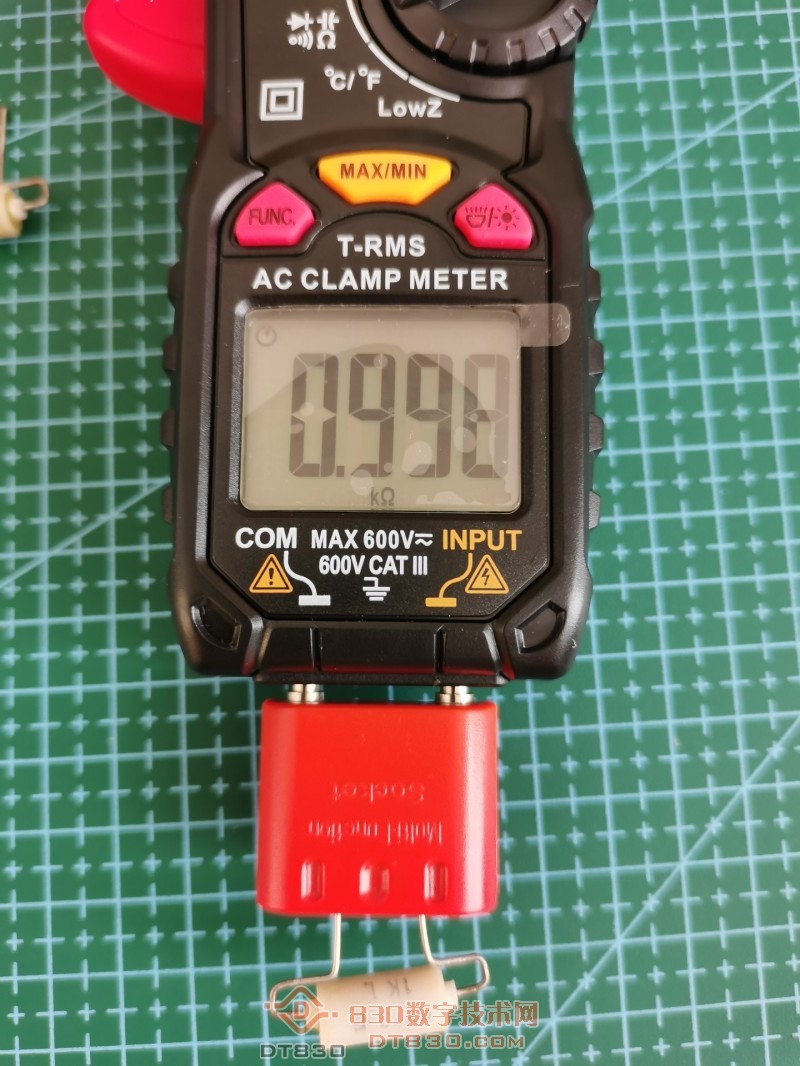 Ω
°C/°F
LowZ
MAX/MIN
FUNC.
T-RMS
AC CLAMP METER
0.998
kΩ
COM MAX 600V≂ INPUT
600V CAT III
Multi-Function
Socket
1K L
830数字技术网
DT830 DT830.COM